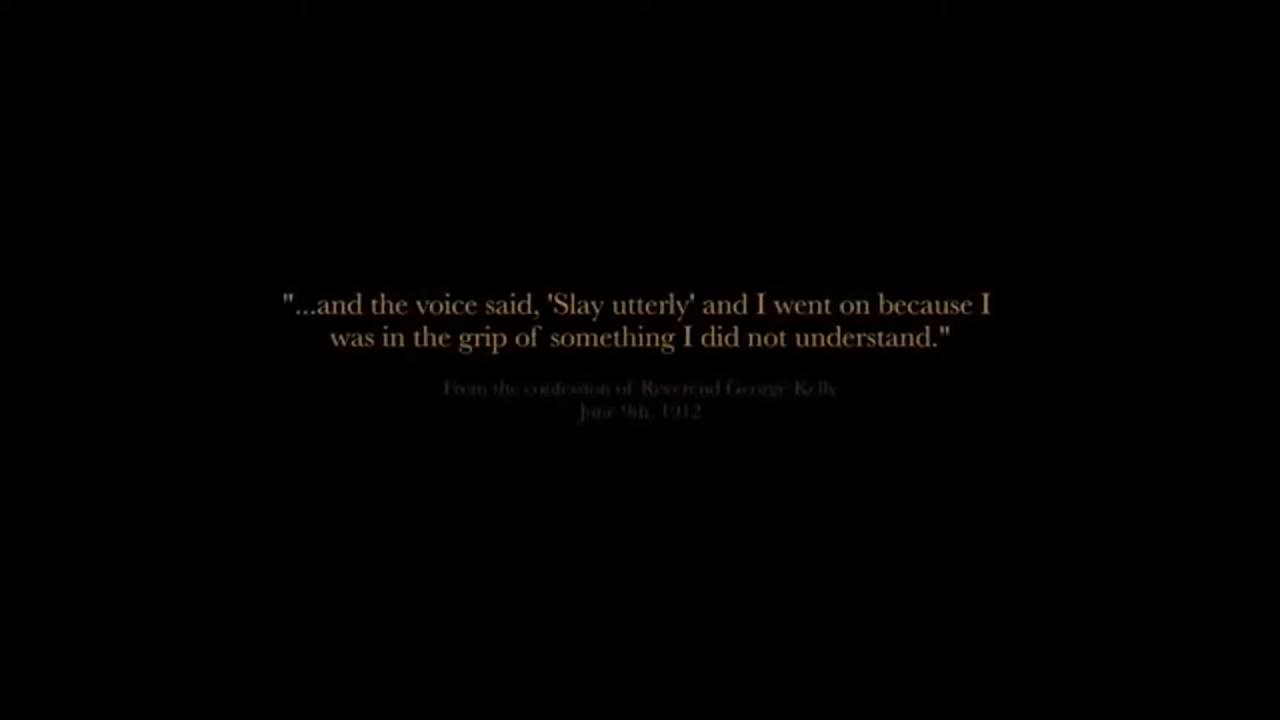 "...and the voice said, 'Slay utterly' and I went on because I
was in the grip of something I did not understand."
From the confession of Reverend George Kelly
June 9th, 1912